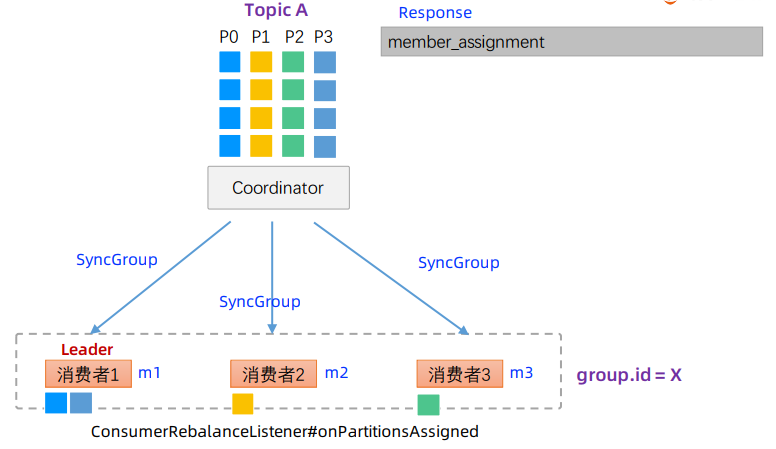 Topic A
Response
P0 P1 P2 P3
member_assignment
Coordinator
SyncGroup
SyncGroup
SyncGroup
Leader
消费者1 m1
消费者2 m2
消费者3 m3
group.id = X
ConsumerRebalanceListener#onPartitionsAssigned